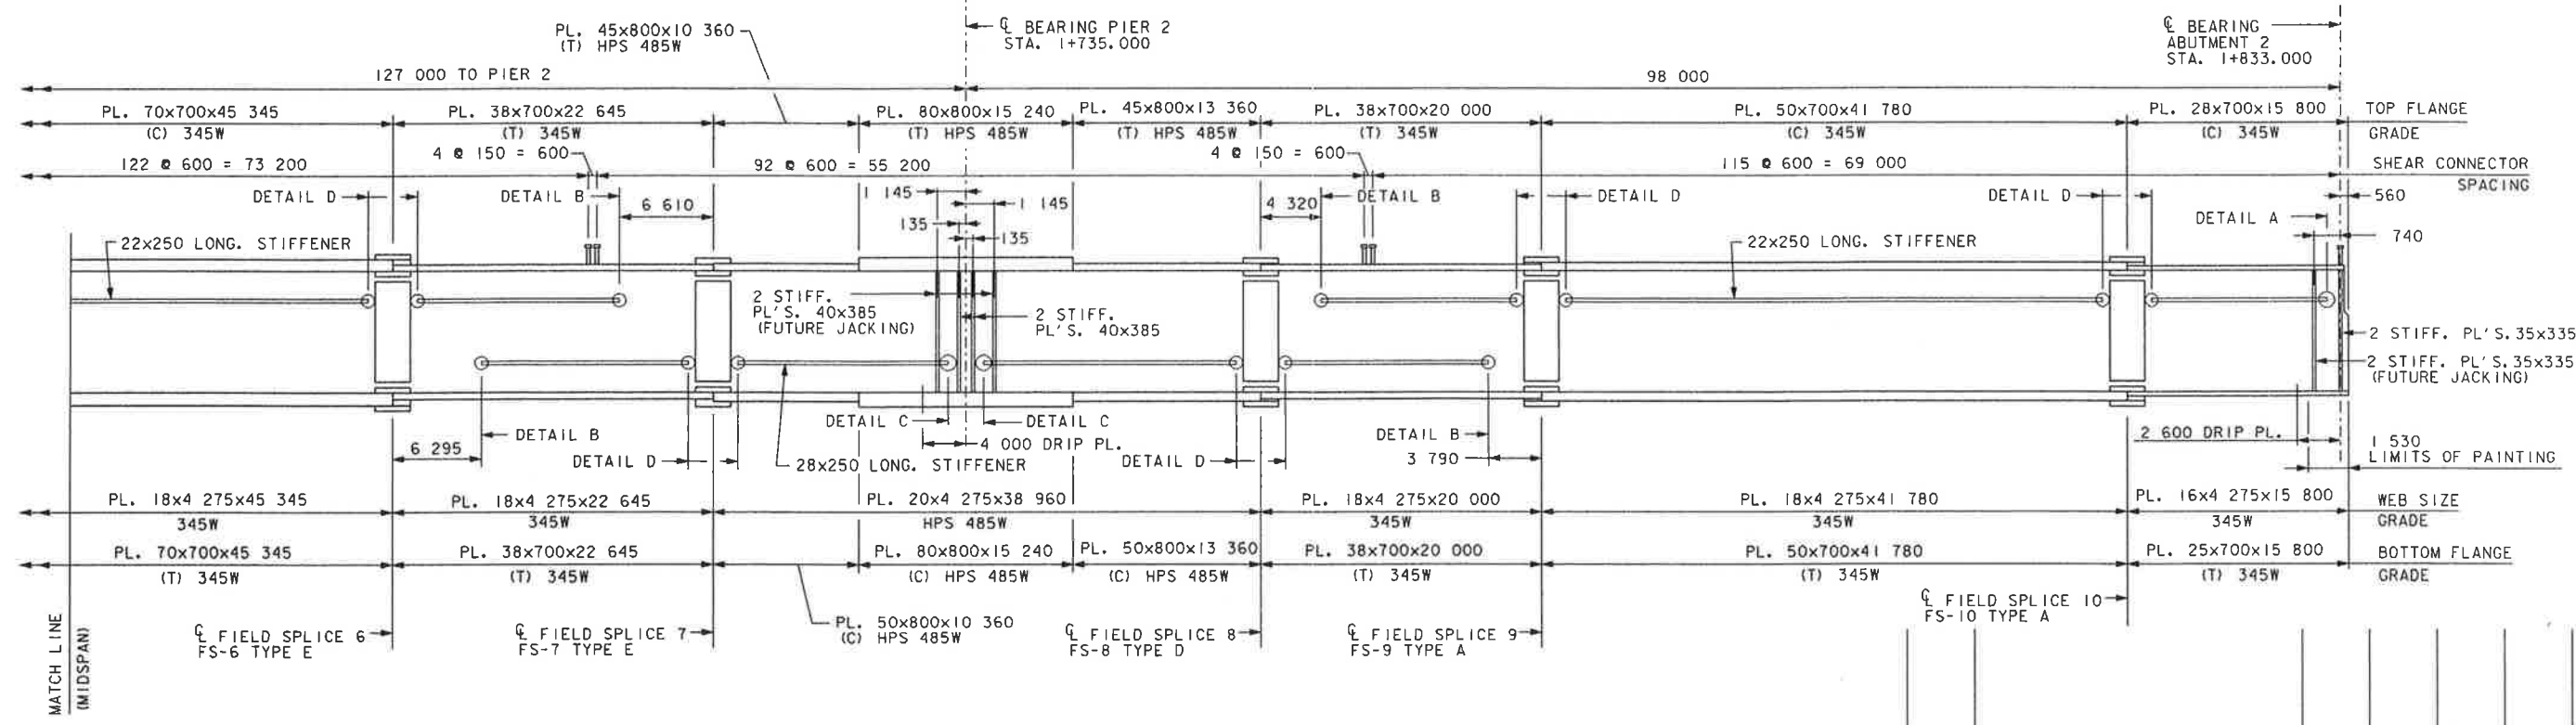 PL. 45x800x10 360
(T) HPS 485W
℄ BEARING PIER 2
STA. 1+735.000
℄ BEARING
ABUTMENT 2
STA. 1+833.000
127 000 TO PIER 2
98 000
PL. 70x700x45 345
(C) 345W
PL. 38x700x22 645
(T) 345W
PL. 80x800x15 240
(T) HPS 485W
PL. 45x800x13 360
(T) HPS 485W
PL. 38x700x20 000
(T) 345W
PL. 50x700x41 780
(C) 345W
PL. 28x700x15 800
(C) 345W
TOP FLANGE
GRADE
122 @ 600 = 73 200
4 @ 150 = 600
92 @ 600 = 55 200
4 @ 150 = 600
115 @ 600 = 69 000
SHEAR CONNECTOR
SPACING
DETAIL D
DETAIL B
6 610
1 145
1 145
135
135
4 320
DETAIL B
DETAIL D
DETAIL D
560
DETAIL A
740
22x250 LONG. STIFFENER
22x250 LONG. STIFFENER
2 STIFF.
PL'S. 40x385
(FUTURE JACKING)
2 STIFF.
PL'S. 40x385
2 STIFF. PL'S. 35x335
2 STIFF. PL'S. 35x335
(FUTURE JACKING)
DETAIL C
DETAIL C
4 000 DRIP PL.
6 295
DETAIL B
DETAIL D
28x250 LONG. STIFFENER
DETAIL D
DETAIL B
3 790
2 600 DRIP PL.
1 530
LIMITS OF PAINTING
PL. 18x4 275x45 345
345W
PL. 18x4 275x22 645
345W
PL. 20x4 275x38 960
HPS 485W
PL. 18x4 275x20 000
345W
PL. 18x4 275x41 780
345W
PL. 16x4 275x15 800
345W
WEB SIZE
GRADE
PL. 70x700x45 345
(T) 345W
PL. 38x700x22 645
(T) 345W
PL. 80x800x15 240
(C) HPS 485W
PL. 50x800x13 360
(C) HPS 485W
PL. 38x700x20 000
(T) 345W
PL. 50x700x41 780
(T) 345W
PL. 25x700x15 800
(T) 345W
BOTTOM FLANGE
GRADE
PL. 50x800x10 360
(C) HPS 485W
MATCH LINE
(MIDSPAN)
℄ FIELD SPLICE 6
FS-6 TYPE E
℄ FIELD SPLICE 7
FS-7 TYPE E
℄ FIELD SPLICE 8
FS-8 TYPE D
℄ FIELD SPLICE 9
FS-9 TYPE A
℄ FIELD SPLICE 10
FS-10 TYPE A